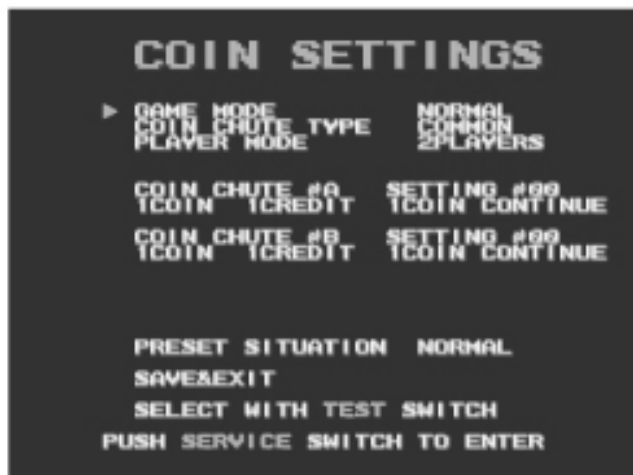 COIN SETTINGS
▶ GAME MODE NORMAL
COIN CHUTE TYPE COMMON
PLAYER MODE 2PLAYERS
COIN CHUTE #A SETTING #00
1COIN 1CREDIT 1COIN CONTINUE
COIN CHUTE #B SETTING #00
1COIN 1CREDIT 1COIN CONTINUE
PRESET SITUATION NORMAL
SAVE&EXIT
SELECT WITH TEST SWITCH
PUSH SERVICE SWITCH TO ENTER